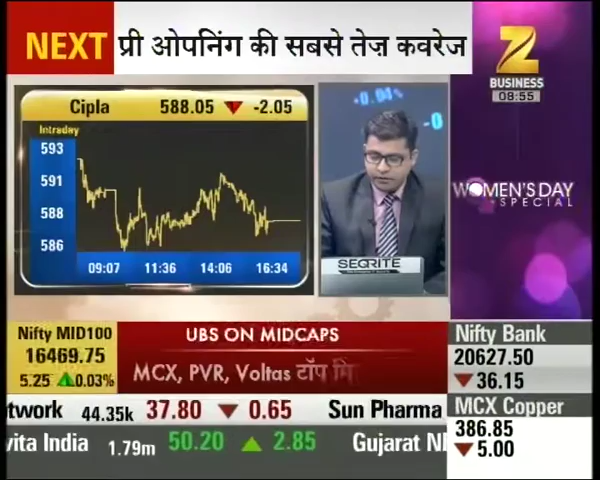 NEXT प्री ओपनिंग की सबसे तेज़ कवरेज
Z
BUSINESS
08:55
Cipla 588.05 -2.05
Intraday
593
591
588
586
09:07 11:36 14:06 16:34
+0.04%
-0
SEQRITE
WOMEN'S DAY
SPECIAL
Nifty MID100
16469.75
5.25 0.03%
UBS ON MIDCAPS
MCX, PVR, Voltas टॉप
Nifty Bank
20627.50
36.15
MCX Copper
386.85
5.00
twork 44.35k 37.80 0.65 Sun Pharma
vita India 1.79m 50.20 2.85 Gujarat